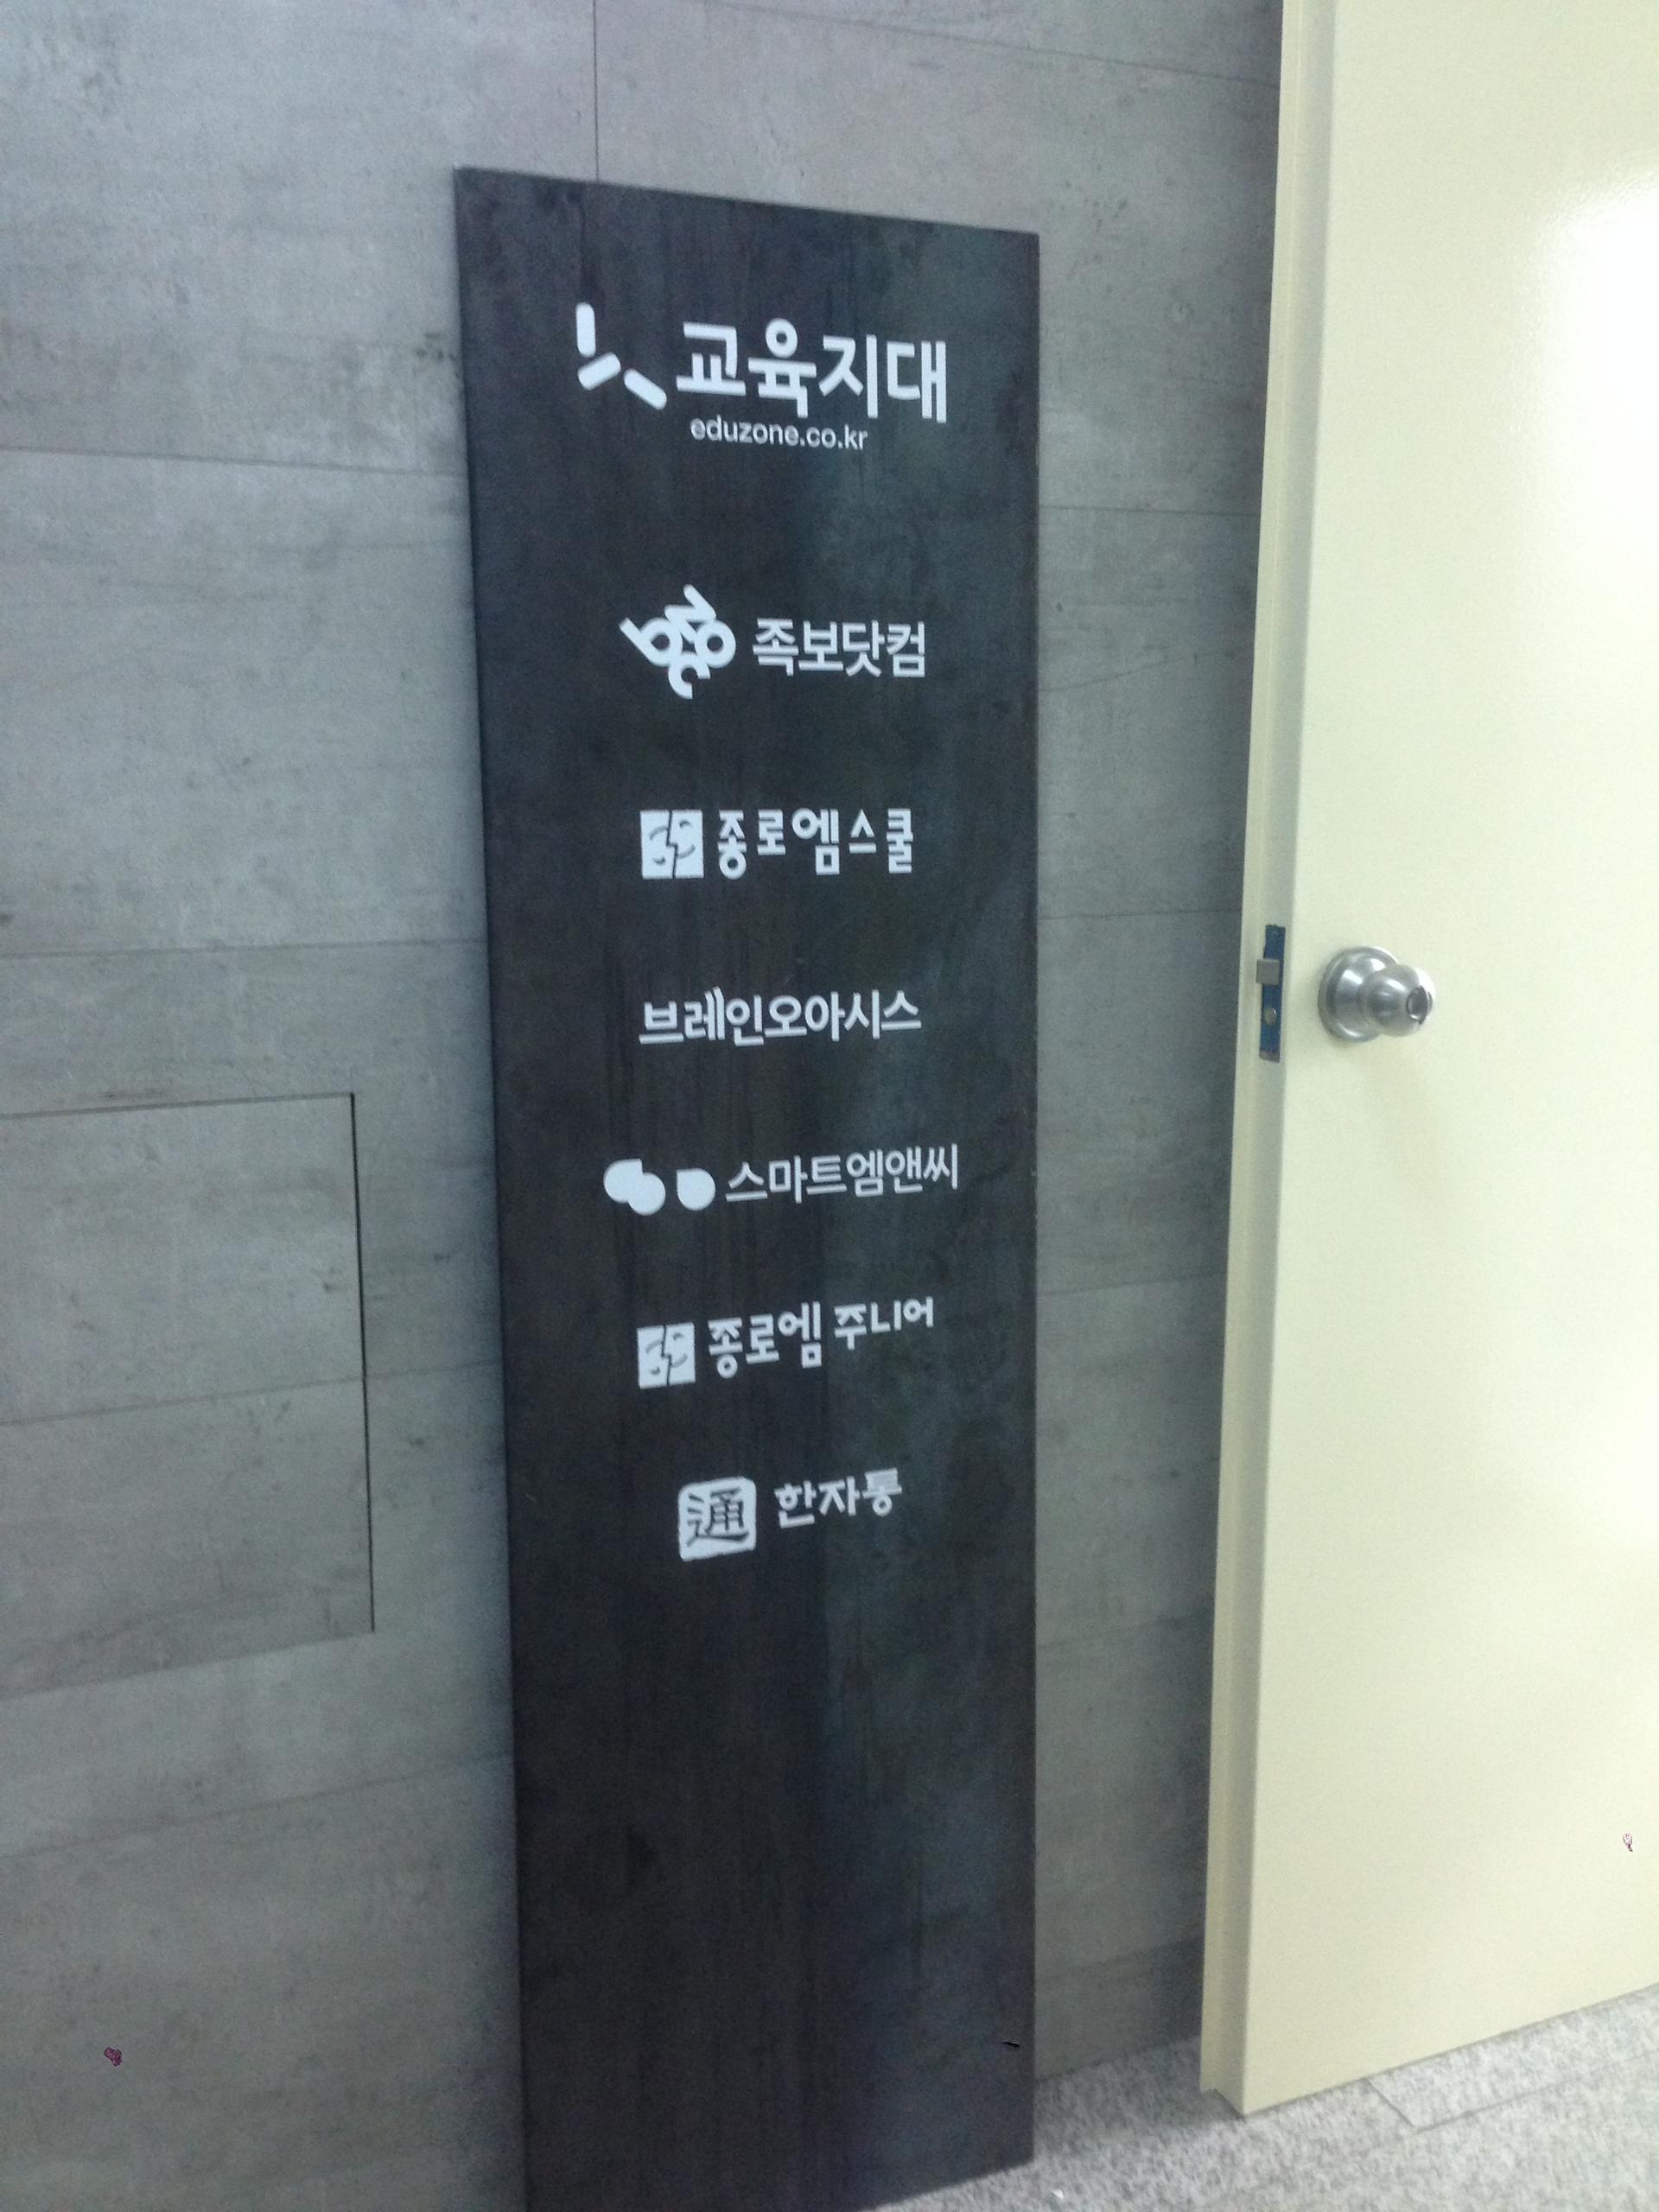 교육지대
eduzone.co.kr
족보닷컴
종로엠스쿨
브레인오아시스
스마트엠앤씨
종로엠 주니어
通 한자통